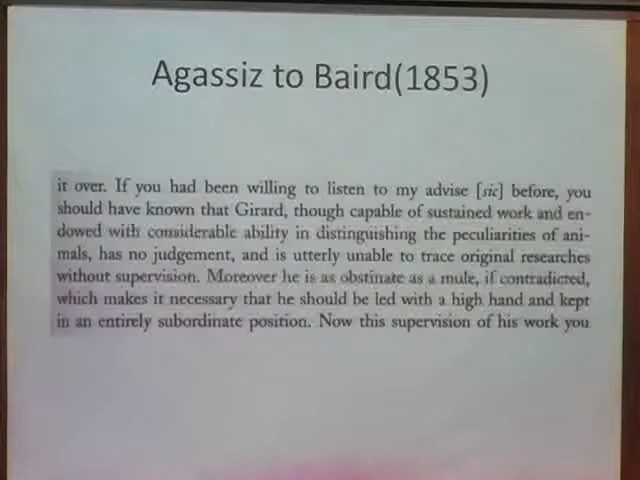 Agassiz to Baird(1853)
it over. If you had been willing to listen to my advise [sic] before, you
should have known that Girard, though capable of sustained work and en-
dowed with considerable ability in distinguishing the peculiarities of ani-
mals, has no judgement, and is utterly unable to trace original researches
without supervision. Moreover he is as obstinate as a mule, if contradicted,
which makes it necessary that he should be led with a high hand and kept
in an entirely subordinate position. Now this supervision of his work you